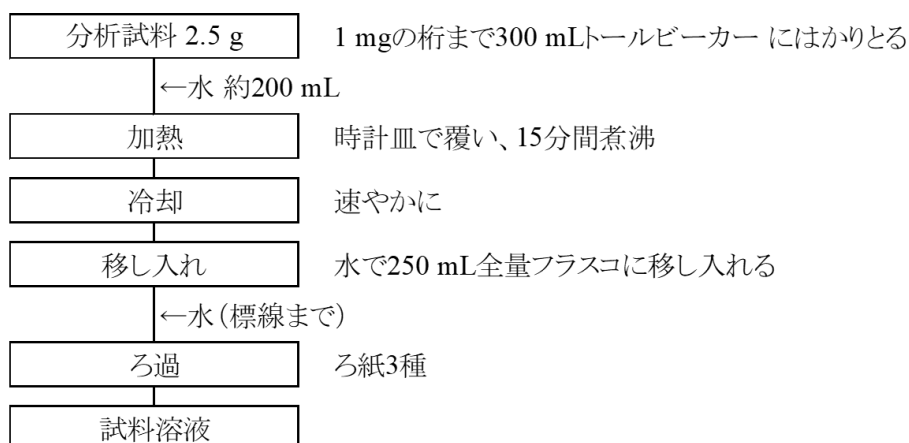 分析試料 2.5 g 1 mgの桁まで300 mLトールビーカー にはかりとる
←水 約200 mL
加熱 時計皿で覆い、15分間煮沸
冷却 速やかに
移し入れ 水で250 mL全量フラスコに移し入れる
←水(標線まで)
ろ過 ろ紙3種
試料溶液